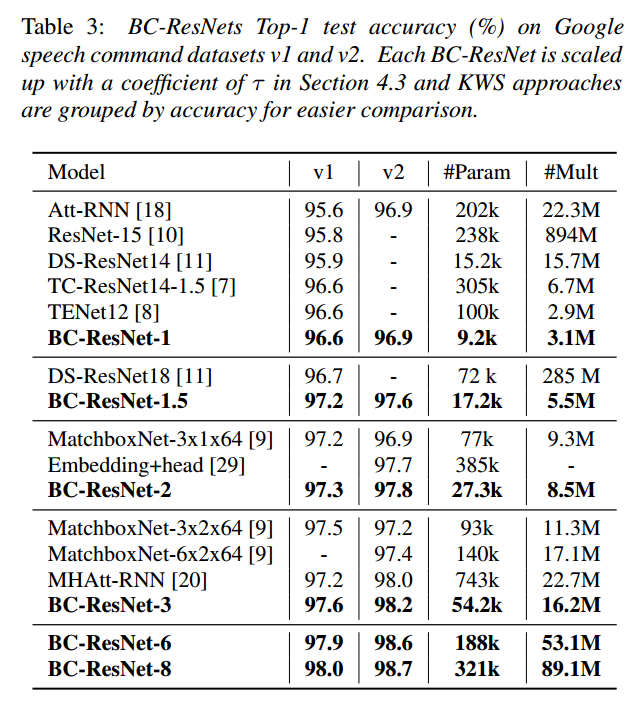 Table 3: BC-ResNets Top-1 test accuracy (%) on Google
speech command datasets v1 and v2. Each BC-ResNet is scaled
up with a coefficient of τ in Section 4.3 and KWS approaches
are grouped by accuracy for easier comparison.
Model v1 v2 #Param #Mult
Att-RNN [18] 95.6 96.9 202k 22.3M
ResNet-15 [10] 95.8 - 238k 894M
DS-ResNet14 [11] 95.9 - 15.2k 15.7M
TC-ResNet14-1.5 [7] 96.6 - 305k 6.7M
TENet12 [8] 96.6 - 100k 2.9M
BC-ResNet-1 96.6 96.9 9.2k 3.1M
DS-ResNet18 [11] 96.7 - 72 k 285 M
BC-ResNet-1.5 97.2 97.6 17.2k 5.5M
MatchboxNet-3x1x64 [9] 97.2 96.9 77k 9.3M
Embedding+head [29] - 97.7 385k -
BC-ResNet-2 97.3 97.8 27.3k 8.5M
MatchboxNet-3x2x64 [9] 97.5 97.2 93k 11.3M
MatchboxNet-6x2x64 [9] - 97.4 140k 17.1M
MHAtt-RNN [20] 97.2 98.0 743k 22.7M
BC-ResNet-3 97.6 98.2 54.2k 16.2M
BC-ResNet-6 97.9 98.6 188k 53.1M
BC-ResNet-8 98.0 98.7 321k 89.1M